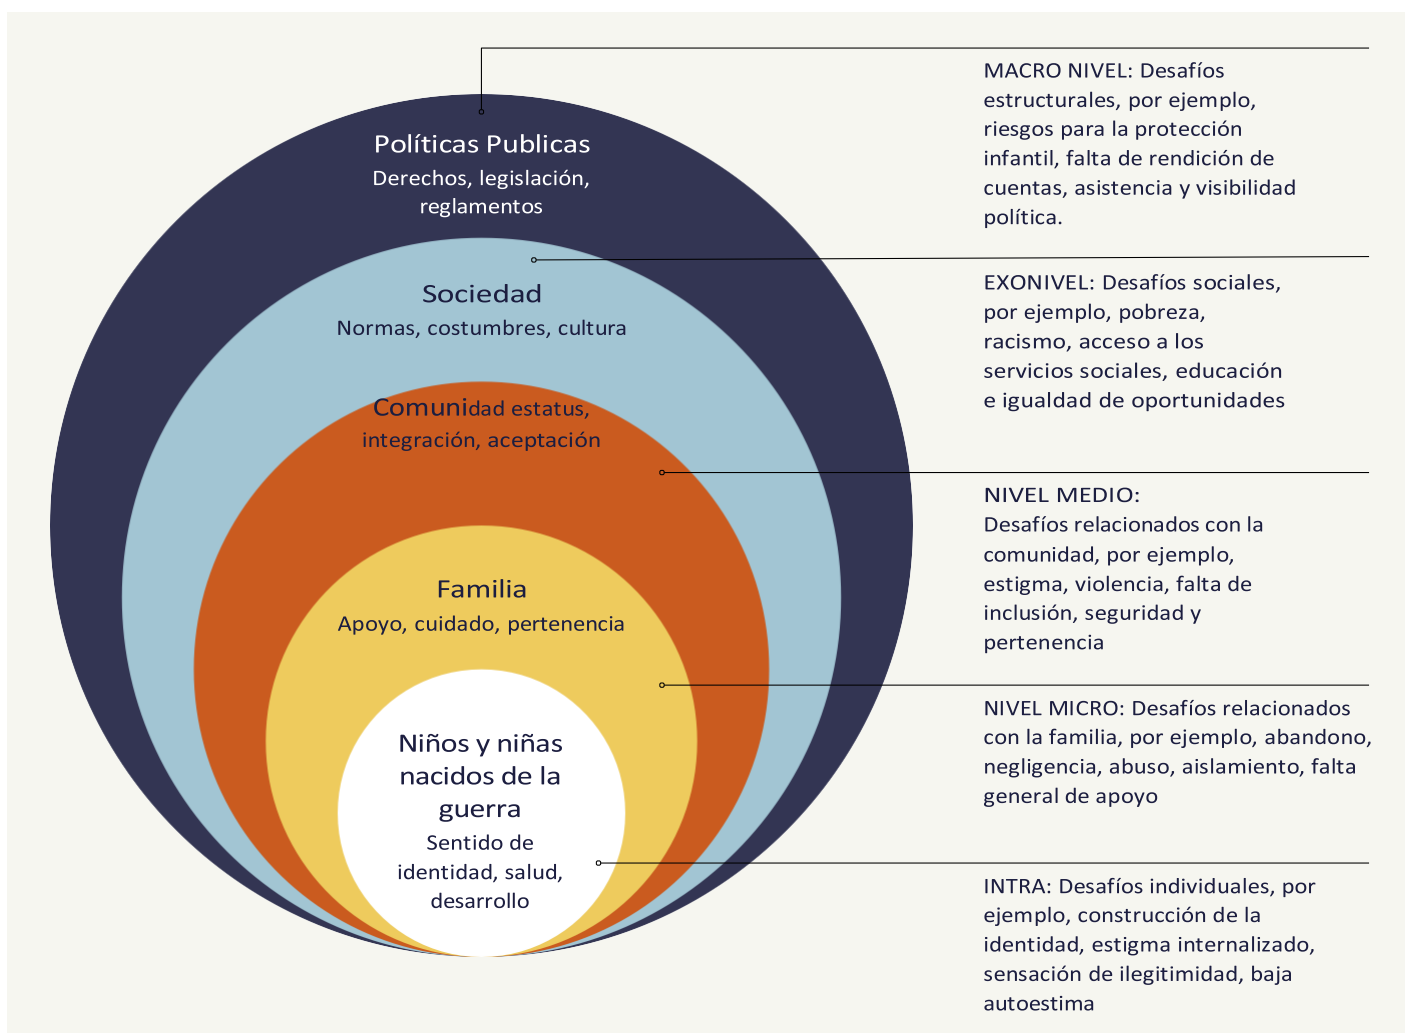 Políticas Publicas
Derechos, legislación,
reglamentos
Sociedad
Normas, costumbres, cultura
Comunidad estatus,
integración, aceptación
Familia
Apoyo, cuidado, pertenencia
Niños y niñas
nacidos de la
guerra
Sentido de
identidad, salud,
desarrollo
MACRO NIVEL: Desafíos
estructurales, por ejemplo,
riesgos para la protección
infantil, falta de rendición de
cuentas, asistencia y visibilidad
política.
EXONIVEL: Desafíos sociales,
por ejemplo, pobreza,
racismo, acceso a los
servicios sociales, educación
e igualdad de oportunidades
NIVEL MEDIO:
Desafíos relacionados con la
comunidad, por ejemplo,
estigma, violencia, falta de
inclusión, seguridad y
pertenencia
NIVEL MICRO: Desafíos relacionados
con la familia, por ejemplo, abandono,
negligencia, abuso, aislamiento, falta
general de apoyo
INTRA: Desafíos individuales, por
ejemplo, construcción de la
identidad, estigma internalizado,
sensación de ilegitimidad, baja
autoestima